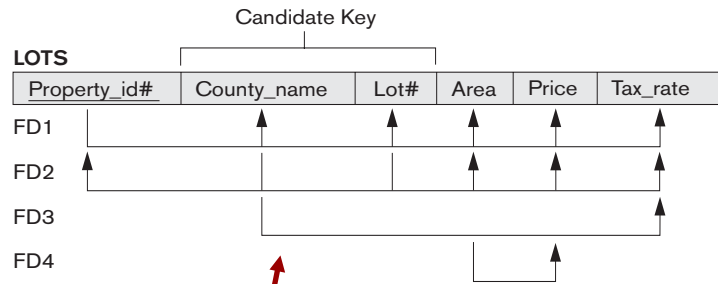 Candidate Key
LOTS
Property_id# County_name Lot# Area Price Tax_rate
FD1
FD2
FD3
FD4